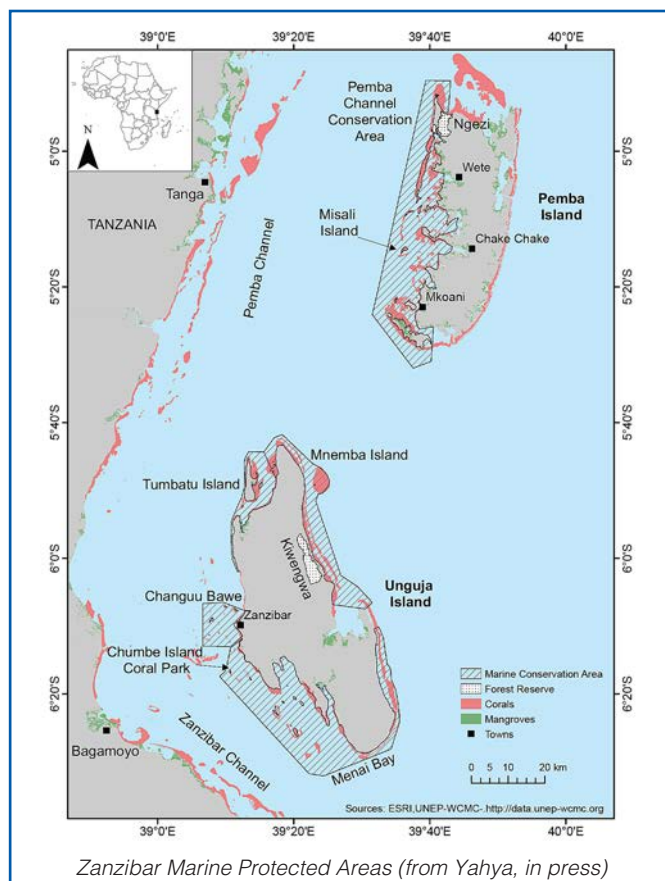 39°0'E
39°20'E
39°40'E
40°0'E
N
Pemba
Channel
Conservation
Area
Ngezi
5°0'S
5°0'S
Wete
Tanga
Pemba
Island
TANZANIA
Misali
Island
Chake Chake
Pemba Channel
5°20'S
5°20'S
Mkoani
5°40'S
5°40'S
Mnemba Island
Tumbatu Island
Kiwengwa
6°0'S
6°0'S
Unguja
Island
Changuu Bawe
Zanzibar
Chumbe Island
Coral Park
Marine Conservation Area
Forest Reserve
Corals
Mangroves
Towns
6°20'S
6°20'S
Bagamoyo
Zanzibar Channel
Menai Bay
0 5 10 20 km
Sources: ESRI,UNEP-WCMC-.http://data.unep-wcmc.org
39°0'E
39°20'E
39°40'E
40°0'E
Zanzibar Marine Protected Areas (from Yahya, in press)